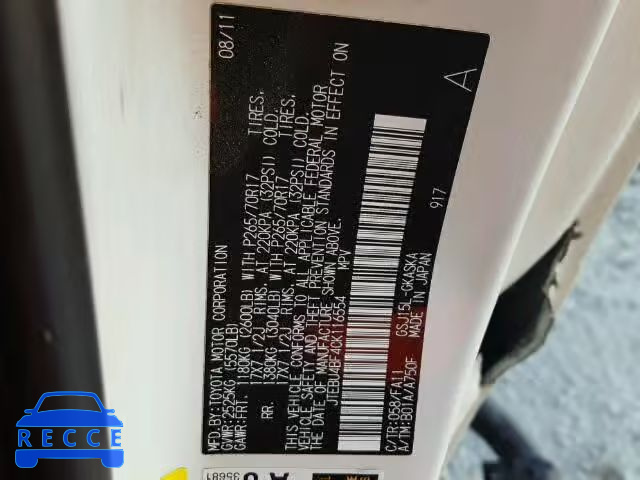 MFD.BY:TOYOTA MOTOR CORPORATION 08/11
GVWR:2525KG (5570LB)
GAWR:FRT. 1180KG (2600LB) WITH P265/70R17 TIRES,
17X7 1/2J RIMS, AT 220KPA (32PSI) COLD.
RR. 1380KG (3040LB) WITH P265/70R17 TIRES,
17X7 1/2J RIMS, AT 220KPA (32PSI) COLD.
THIS VEHICLE CONFORMS TO ALL APPLICABLE FEDERAL MOTOR
VEHICLE SAFETY AND THEFT PREVENTION STANDARDS IN EFFECT ON
THE DATE OF MANUFACTURE SHOWN ABOVE.
JTEBU4BF4CK116554 MPV
A
C/TR:068/FA11 GSJ15L-GKASKA 917
A/TM:B01A/A750F MADE IN JAPAN
35681
A
AutoBidMaster